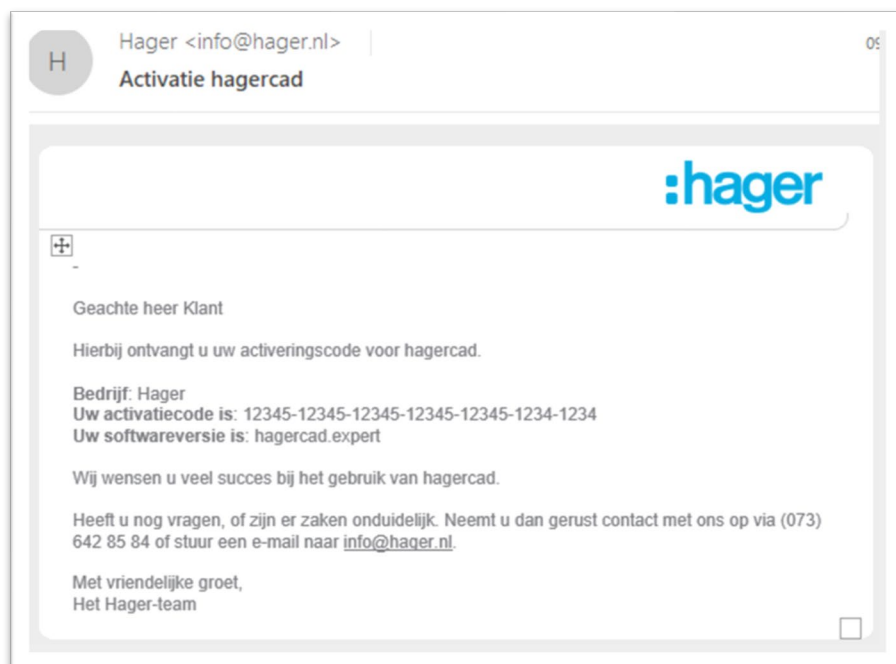 H
Hager <info@hager.nl>
09
Activatie hagercad
:hager
-
Geachte heer Klant
Hierbij ontvangt u uw activeringscode voor hagercad.
Bedrijf: Hager
Uw activatiecode is: 12345-12345-12345-12345-12345-1234-1234
Uw softwareversie is: hagercad.expert
Wij wensen u veel succes bij het gebruik van hagercad.
Heeft u nog vragen, of zijn er zaken onduidelijk. Neemt u dan gerust contact met ons op via (073)
642 85 84 of stuur een e-mail naar info@hager.nl.
Met vriendelijke groet,
Het Hager-team